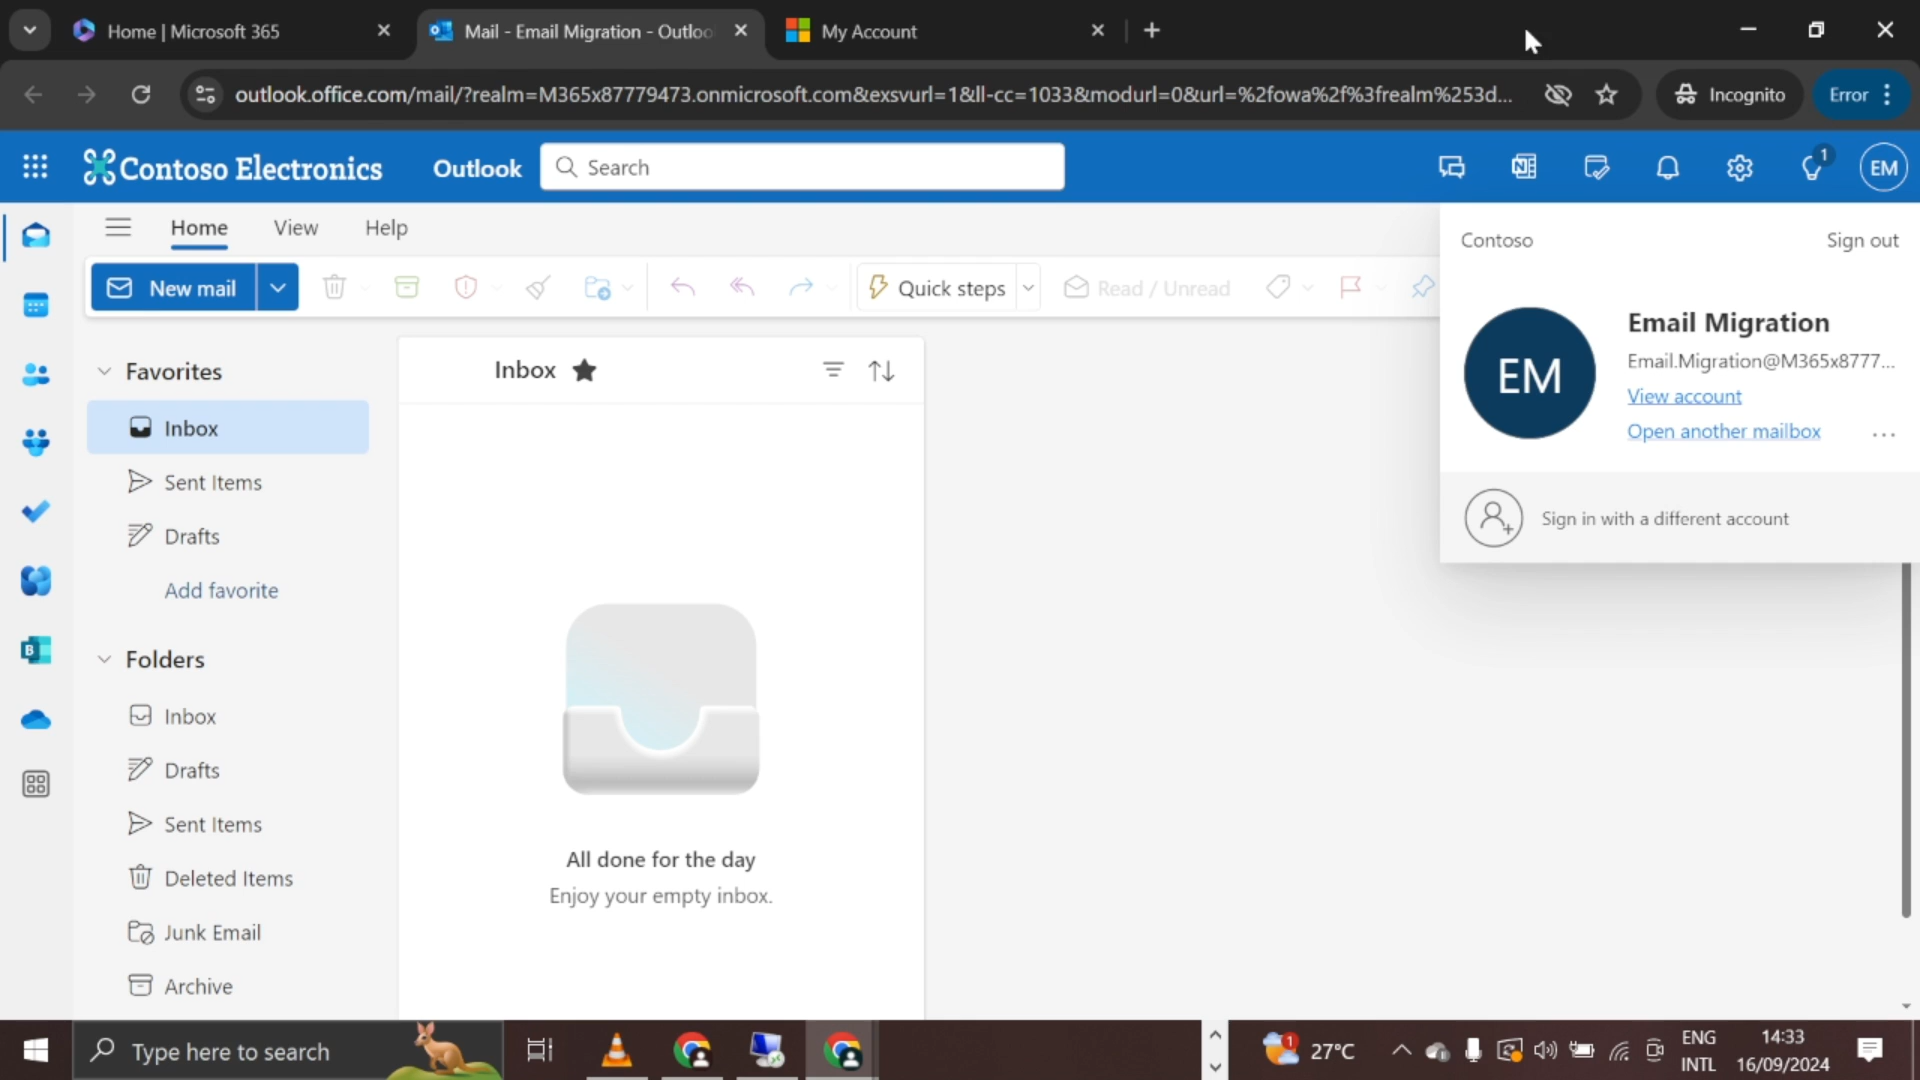 Home | Microsoft 365
Mail - Email Migration - Outloo
My Account
outlook.office.com/mail/?realm=M365x87779473.onmicrosoft.com&exsvurl=1&ll-cc=1033&modurl=0&url=%2fowa%2f%3frealm%253d...
Incognito
Error
Contoso Electronics
Outlook
Search
1
EM
Home
View
Help
Contoso
Sign out
New mail
Quick steps
Read / Unread
EM
Email Migration
Email.Migration@M365x8777...
View account
Open another mailbox
Sign in with a different account
Favorites
Inbox
Sent Items
Drafts
Add favorite
Folders
Inbox
Drafts
Sent Items
Deleted Items
Junk Email
Archive
Inbox
All done for the day
Enjoy your empty inbox.
Type here to search
1
27°C
ENG
INTL
14:33
16/09/2024